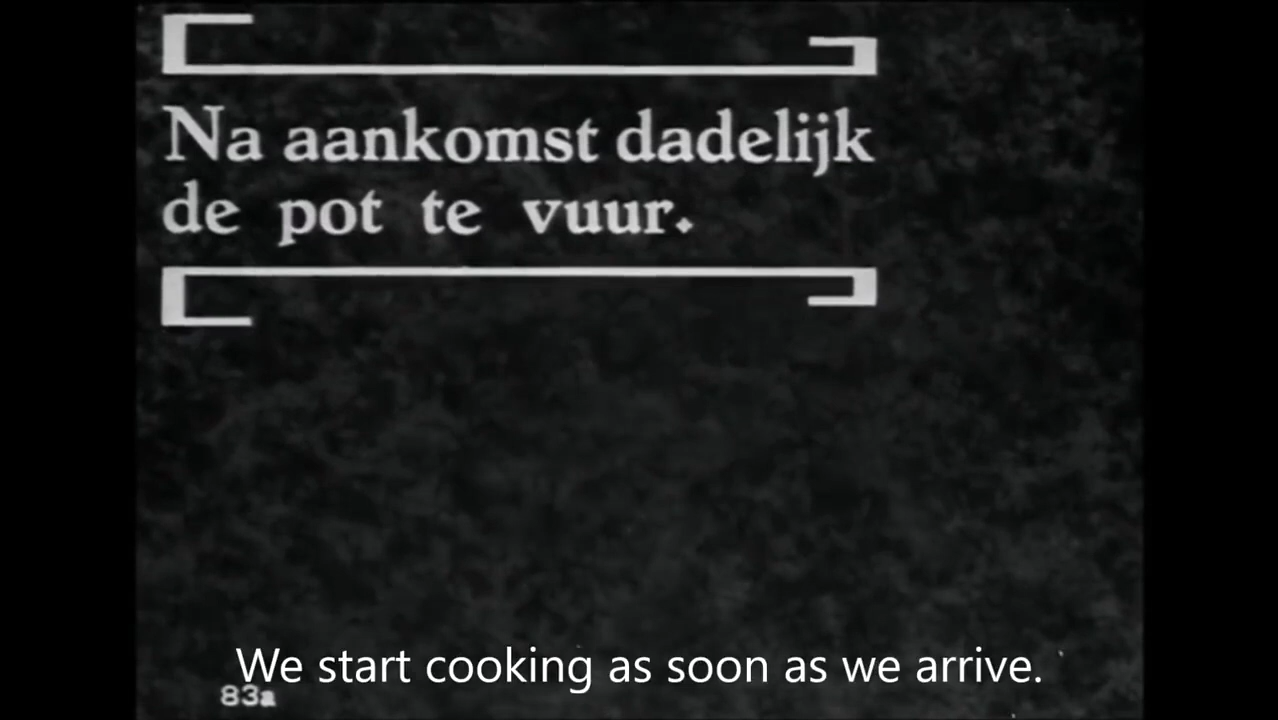 Na aankomst dadelijk
de pot te vuur.
We start cooking as soon as we arrive.
83a